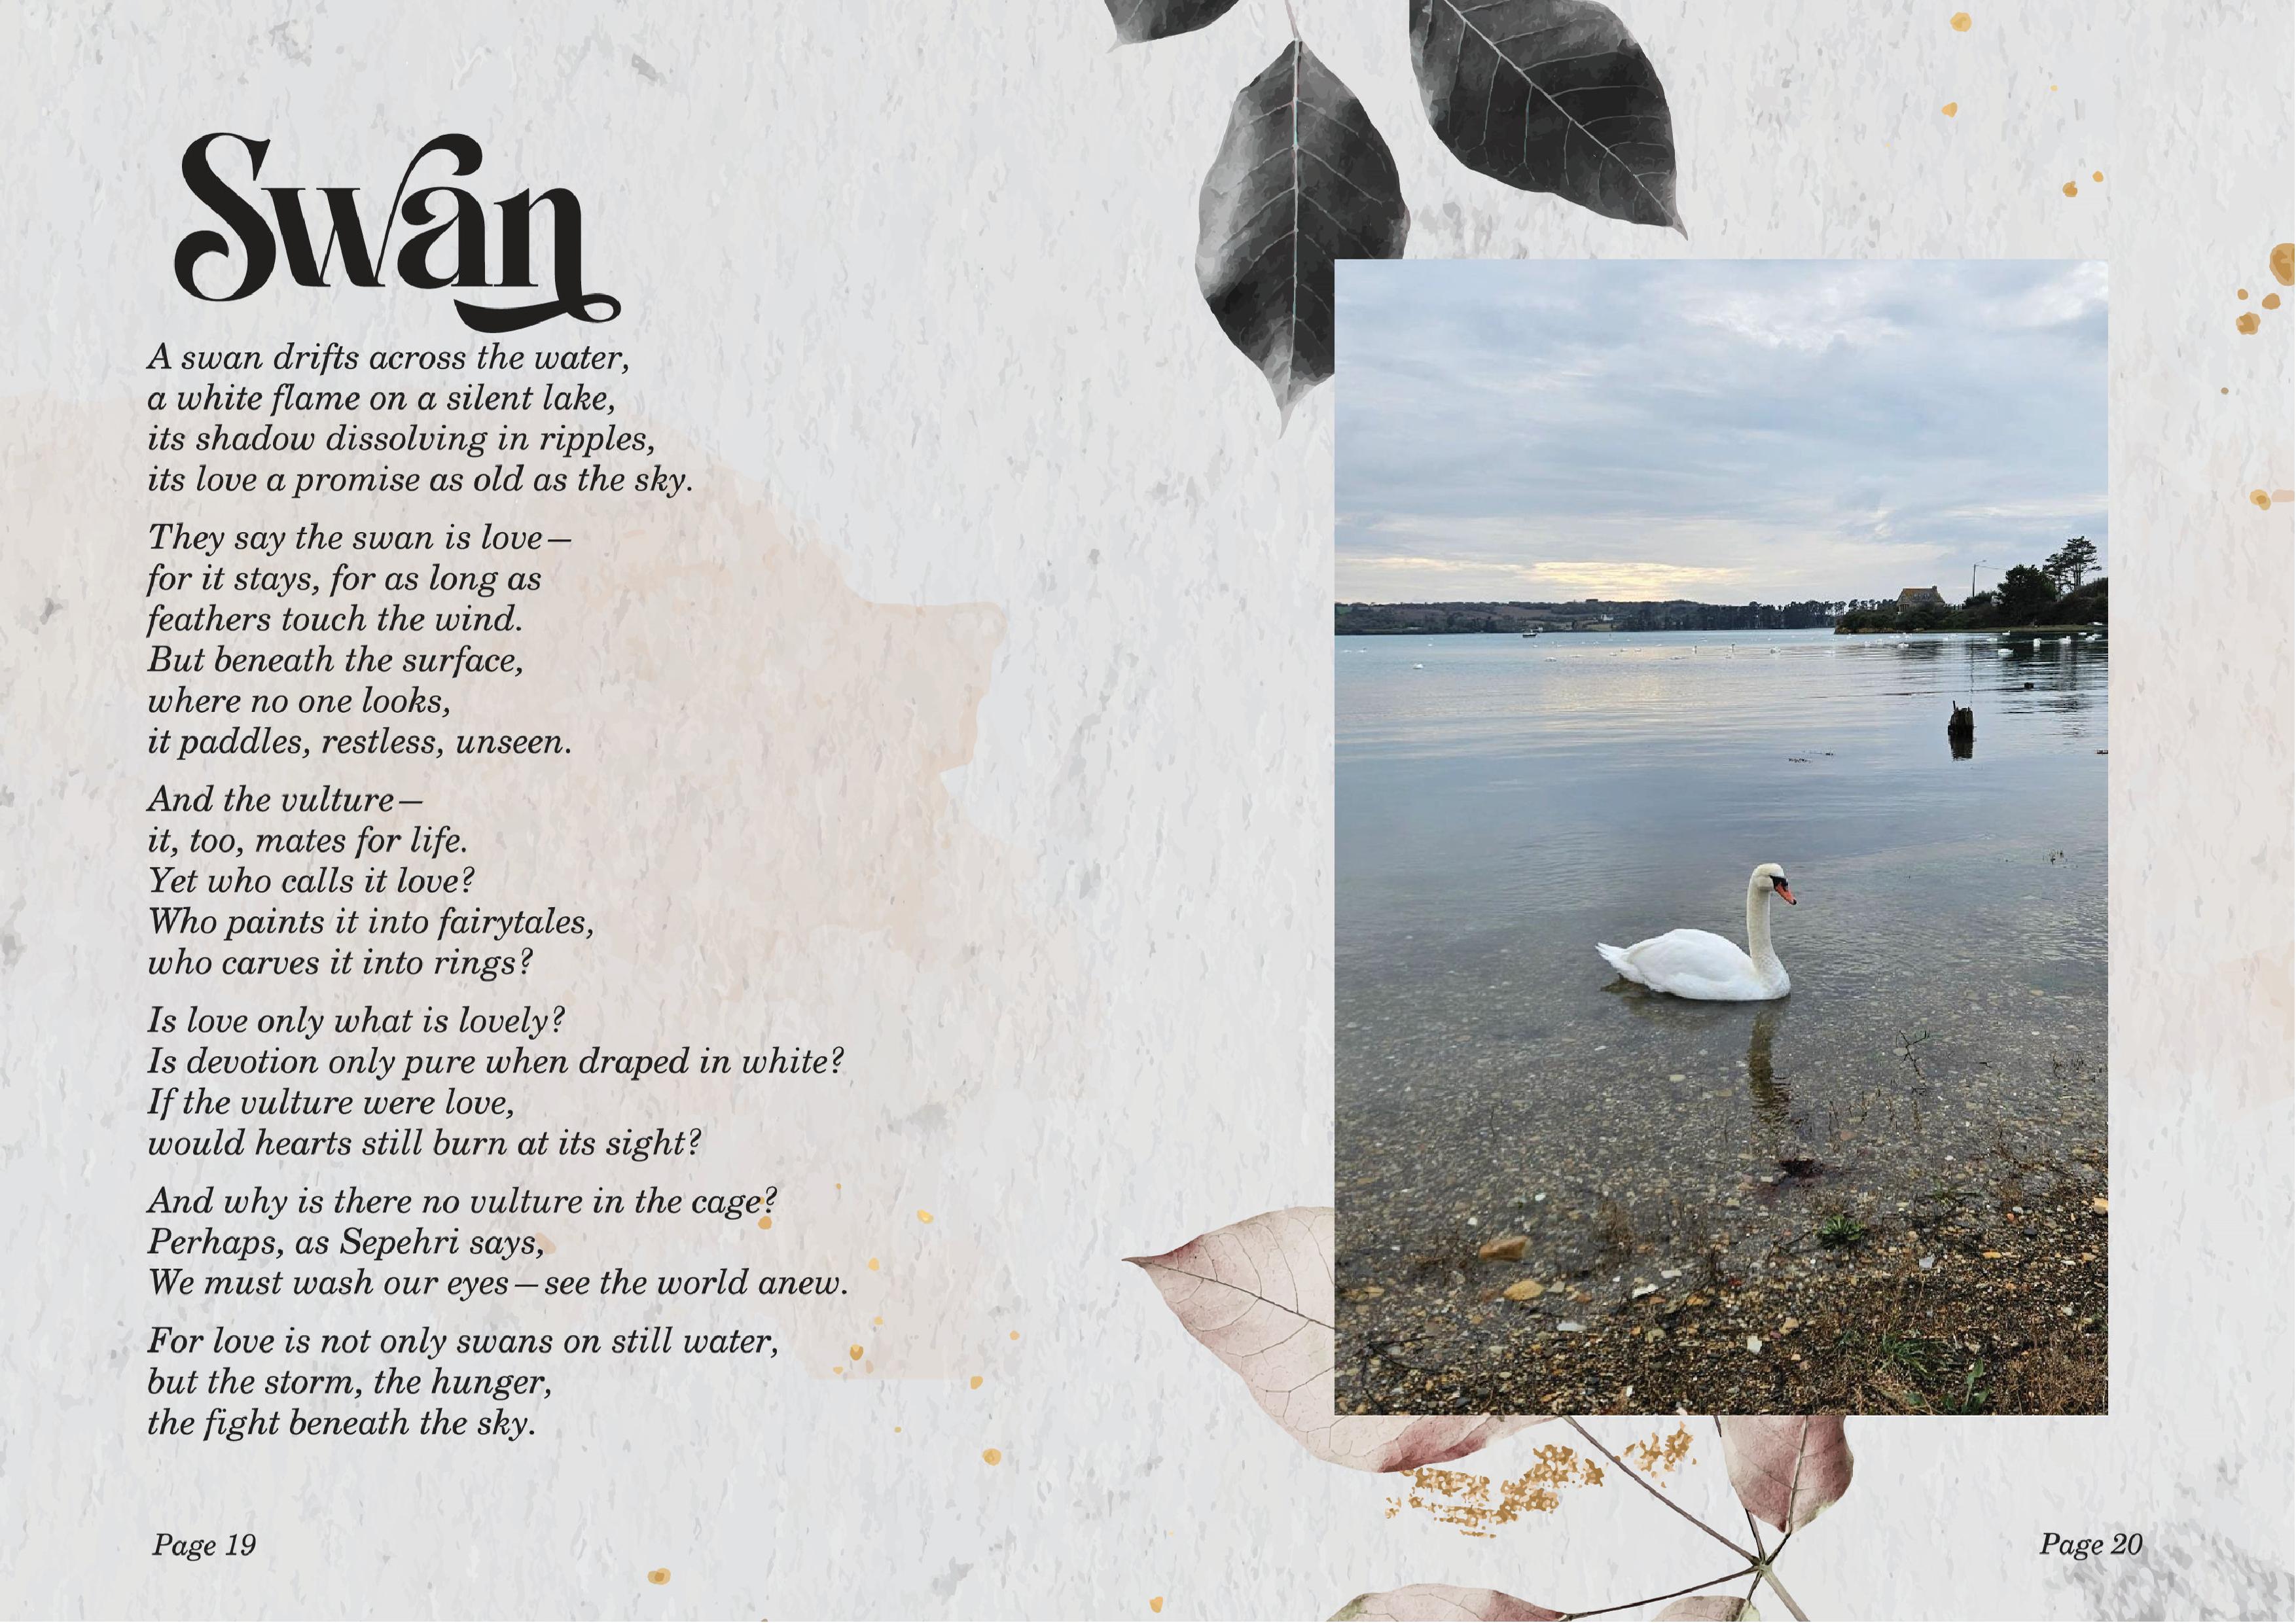 Swan
A swan drifts across the water,
a white flame on a silent lake,
its shadow dissolving in ripples,
its love a promise as old as the sky.
They say the swan is love—
for it stays, for as long as
feathers touch the wind.
But beneath the surface,
where no one looks,
it paddles, restless, unseen.
And the vulture—
it, too, mates for life.
Yet who calls it love?
Who paints it into fairytales,
who carves it into rings?
Is love only what is lovely?
Is devotion only pure when draped in white?
If the vulture were love,
would hearts still burn at its sight?
And why is there no vulture in the cage?
Perhaps, as Sepehri says,
We must wash our eyes—see the world anew.
For love is not only swans on still water,
but the storm, the hunger,
the fight beneath the sky.
Page 19
Page 20